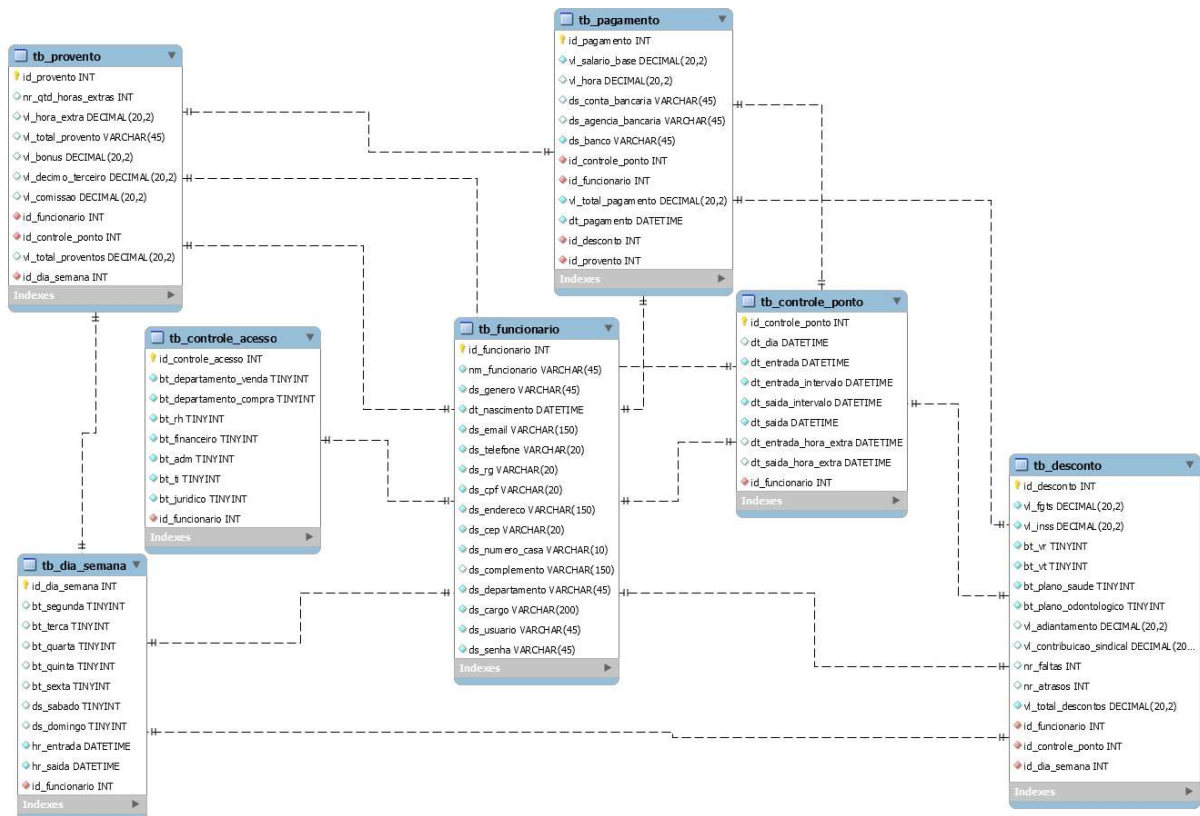 tb_pagamento
id_pagamento INT
vl_salario_base DECIMAL(20,2)
vl_hora DECIMAL(20,2)
ds_conta_bancaria VARCHAR(45)
ds_agencia_bancaria VARCHAR(45)
ds_banco VARCHAR(45)
id_controle_ponto INT
id_funcionario INT
vl_total_pagamento DECIMAL(20,2)
dt_pagamento DATETIME
id_desconto INT
id_provento INT
Indexes
tb_provento
id_provento INT
nr_qtd_horas_extras INT
vl_hora_extra DECIMAL(20,2)
vl_total_provento VARCHAR(45)
vl_bonus DECIMAL(20,2)
vl_decimo_terceiro DECIMAL(20,2)
vl_comissao DECIMAL(20,2)
id_funcionario INT
id_controle_ponto INT
vl_total_proventos DECIMAL(20,2)
id_dia_semana INT
Indexes
tb_controle_ponto
id_controle_ponto INT
dt_dia DATETIME
dt_entrada DATETIME
dt_entrada_intervalo DATETIME
dt_saida_intervalo DATETIME
dt_saida DATETIME
dt_entrada_hora_extra DATETIME
dt_saida_hora_extra DATETIME
id_funcionario INT
Indexes
tb_funcionario
id_funcionario INT
nm_funcionario VARCHAR(45)
ds_genero VARCHAR(45)
dt_nascimento DATETIME
ds_email VARCHAR(150)
ds_telefone VARCHAR(20)
ds_rg VARCHAR(20)
ds_cpf VARCHAR(20)
ds_endereco VARCHAR(150)
ds_cep VARCHAR(20)
ds_numero_casa VARCHAR(10)
ds_complemento VARCHAR(150)
ds_departamento VARCHAR(45)
ds_cargo VARCHAR(200)
ds_usuario VARCHAR(45)
ds_senha VARCHAR(45)
Indexes
tb_controle_acesso
id_controle_acesso INT
bt_departamento_venda TINYINT
bt_departamento_compra TINYINT
bt_rh TINYINT
bt_financeiro TINYINT
bt_adm TINYINT
bt_ti TINYINT
bt_juridico TINYINT
id_funcionario INT
Indexes
tb_desconto
id_desconto INT
vl_fgts DECIMAL(20,2)
vl_inss DECIMAL(20,2)
bt_vr TINYINT
bt_vt TINYINT
bt_plano_saude TINYINT
bt_plano_odontologico TINYINT
vl_adiantamento DECIMAL(20,2)
vl_contribuicao_sindical DECIMAL(20...
nr_faltas INT
nr_atrasos INT
vl_total_descontos DECIMAL(20,2)
id_funcionario INT
id_controle_ponto INT
id_dia_semana INT
Indexes
tb_dia_semana
id_dia_semana INT
bt_segunda TINYINT
bt_terca TINYINT
bt_quarta TINYINT
bt_quinta TINYINT
bt_sexta TINYINT
ds_sabado TINYINT
ds_domingo TINYINT
hr_entrada DATETIME
hr_saida DATETIME
id_funcionario INT
Indexes